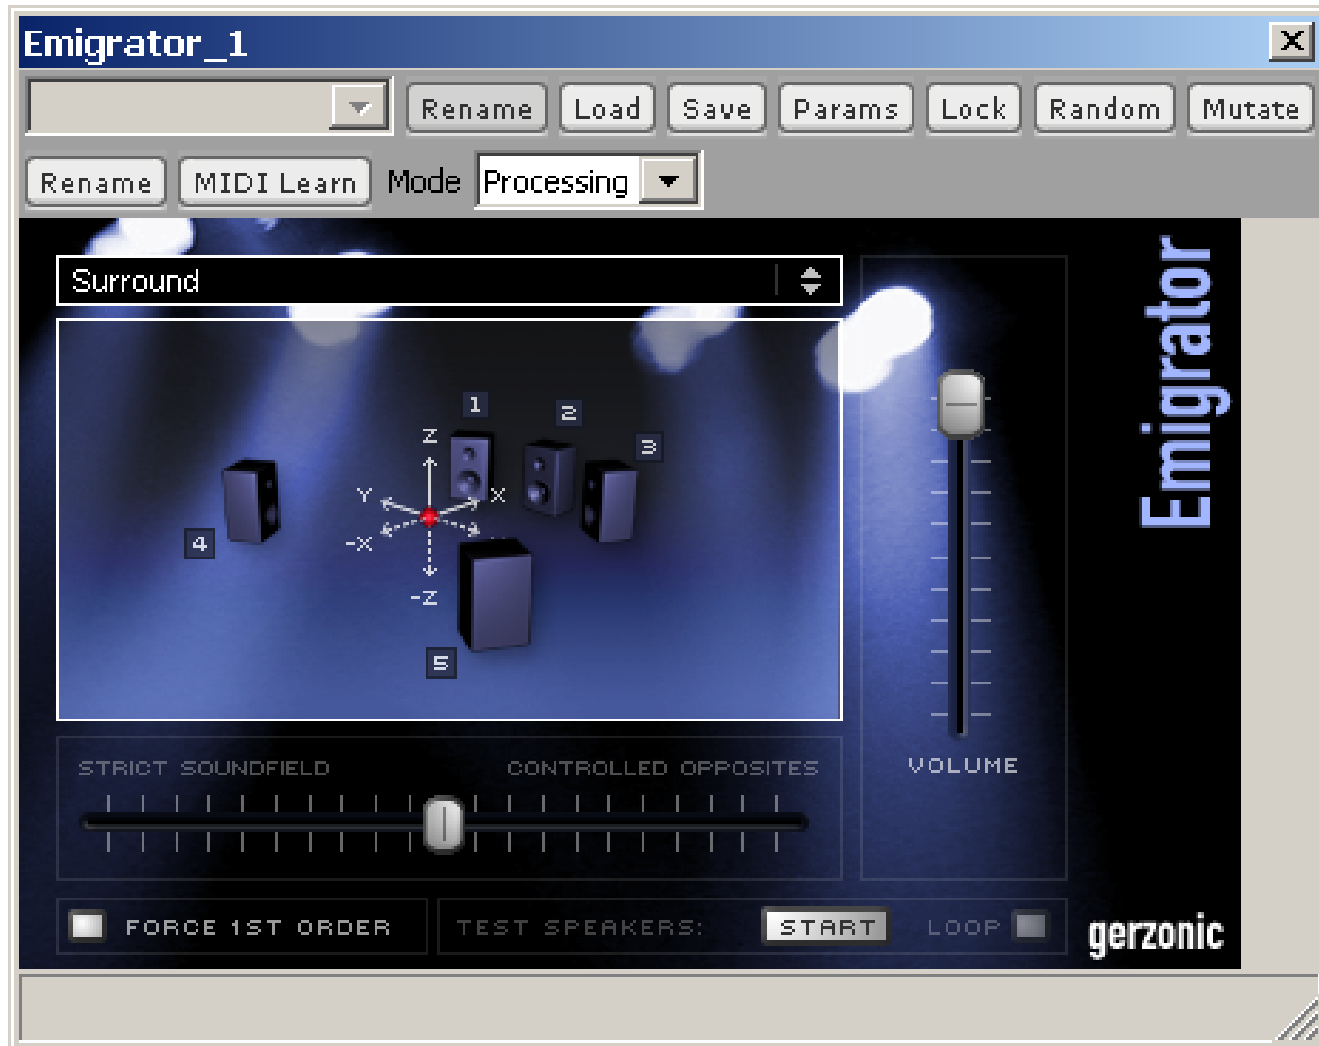 Emigrator_1
Rename Load Save Params Lock Random Mutate
Rename MIDI Learn Mode Processing
Surround
Emigrator
1
2
3
Z
Y
X
4
-X
-Z
5
STRICT SOUNDFIELD CONTROLLED OPPOSITES
VOLUME
FORCE 1ST ORDER TEST SPEAKERS: START LOOP
gerzonic